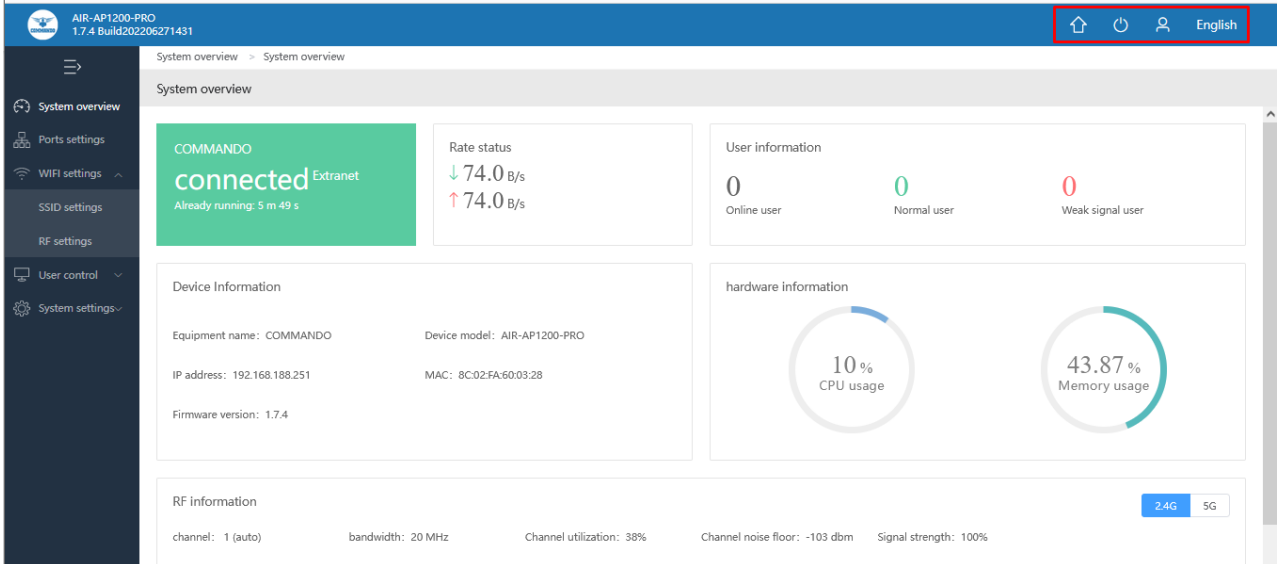 AIR-AP1200-PRO
1.7.4 Build202206271431
English
System overview > System overview
System overview
System overview
Ports settings
WIFI settings
SSID settings
RF settings
User control
System settings
COMMANDO
connected Extranet
Already running: 5 m 49 s
Rate status
↓ 74.0 B/s
↑ 74.0 B/s
User information
0
Online user
0
Normal user
0
Weak signal user
Device Information
Equipment name: COMMANDO
Device model: AIR-AP1200-PRO
IP address: 192.168.188.251
MAC: 8C:02:FA:60:03:28
Firmware version: 1.7.4
hardware information
10 %
CPU usage
43.87 %
Memory usage
RF information
2.4G 5G
channel: 1 (auto)
bandwidth: 20 MHz
Channel utilization: 38%
Channel noise floor: -103 dbm
Signal strength: 100%